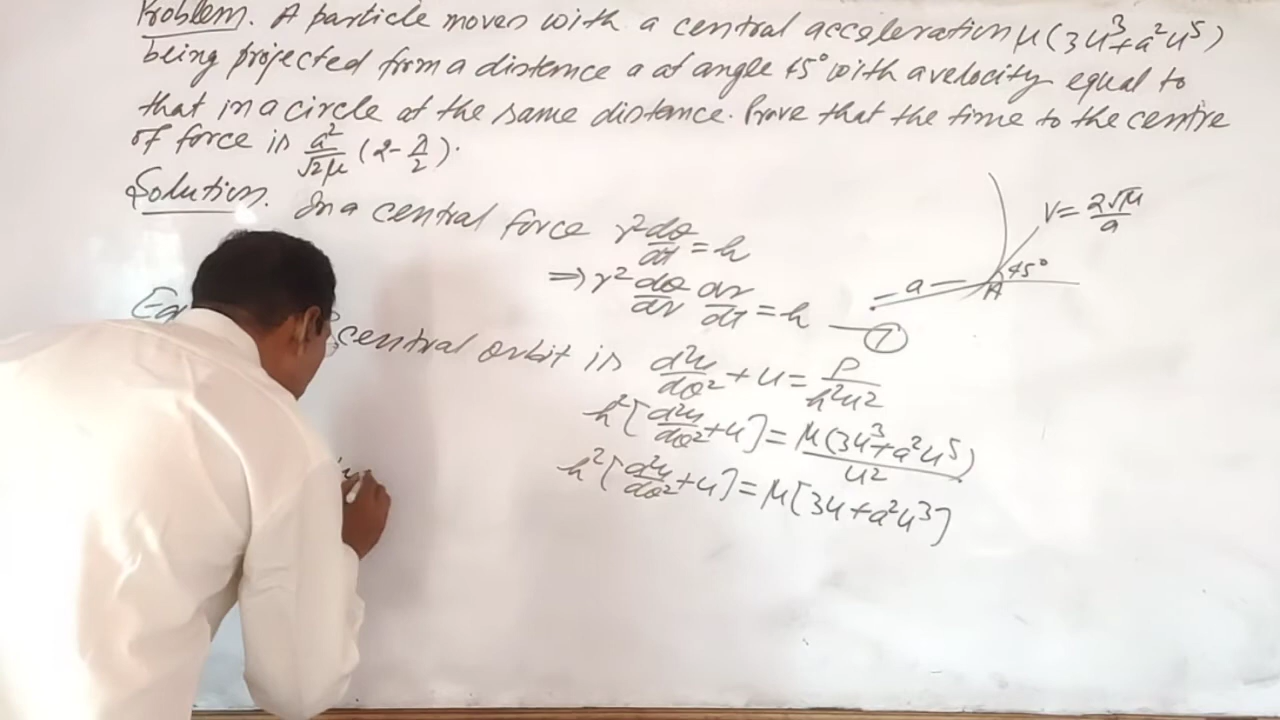 Problem. A particle moves with a central acceleration μ(3u³+a²u⁵)
being projected from a distance a at angle 45° with a velocity equal to
that in a circle at the same distance. Prove that the time to the centre
of force is a²/√2μ (2-π/2).
Solution. In a central force r² dθ/dt = h
⇒ r² dθ/dr dr/dt = h — ①
central orbit is d²u/dθ² + u = P/h²u²
h²[d²u/dθ² + u] = μ(3u³+a²u⁵)/u²
h²[d²u/dθ² + u] = μ[3u+a²u³]
V = 2√μ/a
45°
a
A